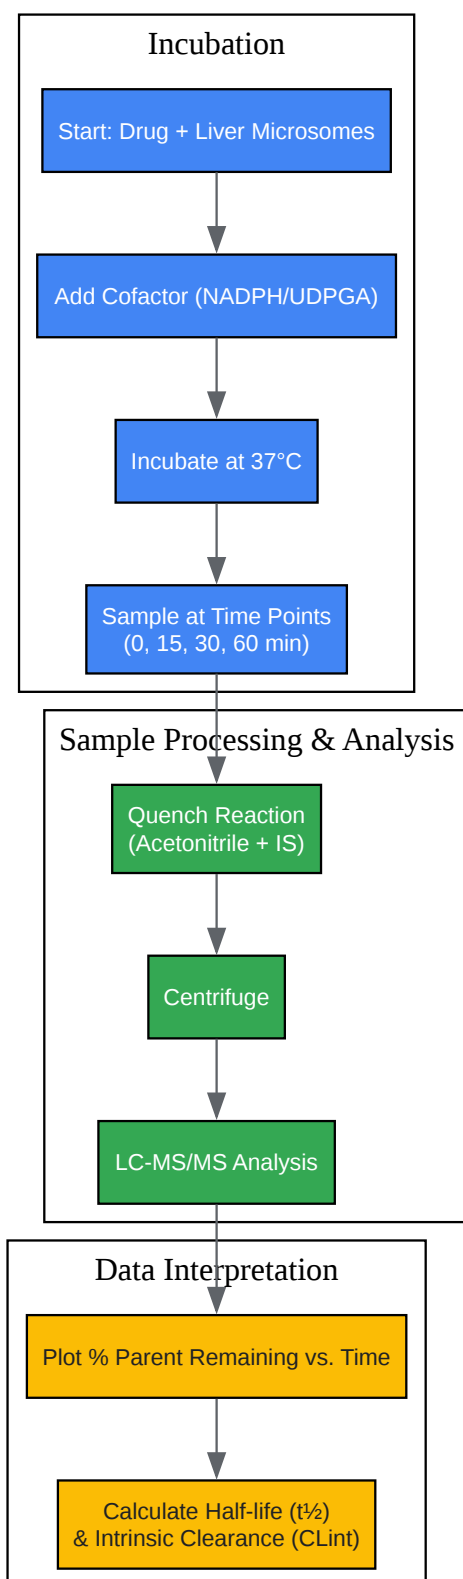 Incubation
Start: Drug + Liver Microsomes
Add Cofactor (NADPH/UDPGA)
Incubate at 37°C
Sample at Time Points
(0, 15, 30, 60 min)
Sample Processing & Analysis
Quench Reaction
(Acetonitrile + IS)
Centrifuge
LC-MS/MS Analysis
Data Interpretation
Plot % Parent Remaining vs. Time
Calculate Half-life (t½)
& Intrinsic Clearance (CLint)